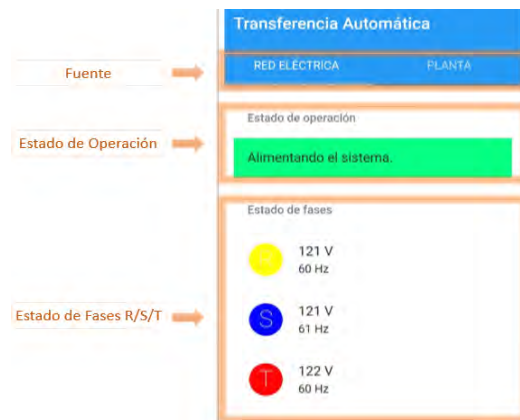 Transferencia Automática
Fuente
RED ELÉCTRICA PLANTA
Estado de operación
Estado de Operación
Alimentando el sistema.
Estado de fases
R
121 V
60 Hz
S
121 V
61 Hz
Estado de Fases R/S/T
T
122 V
60 Hz